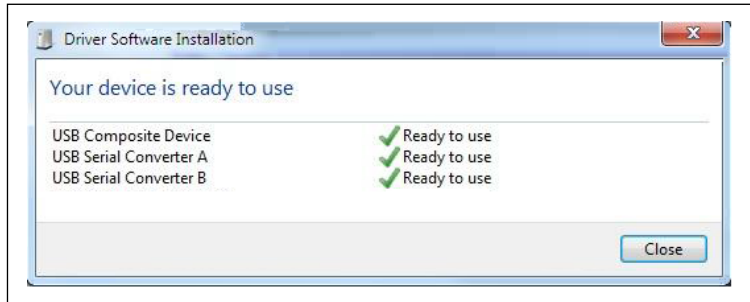 Driver Software Installation
Your device is ready to use
USB Composite Device Ready to use
USB Serial Converter A Ready to use
USB Serial Converter B Ready to use
Close